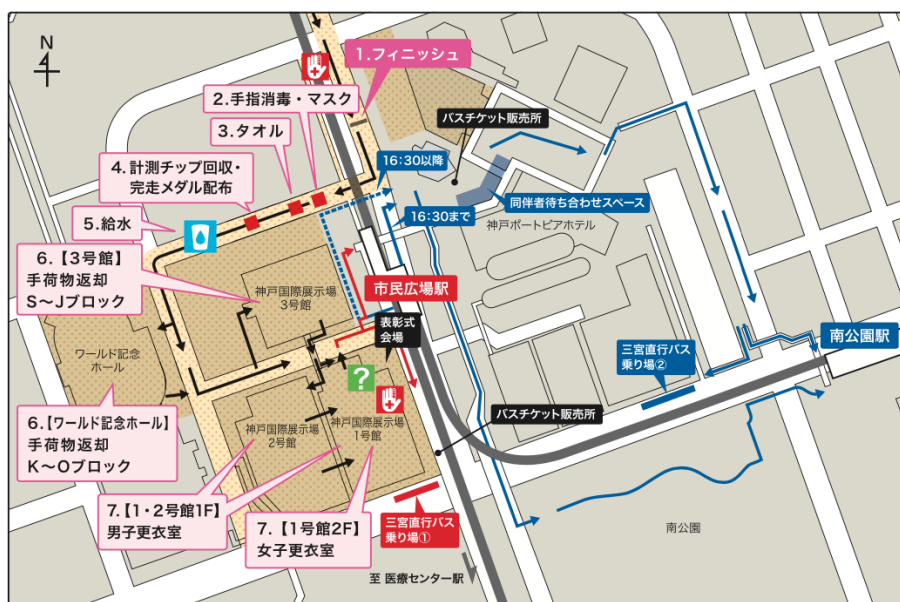 N
1.フィニッシュ
2.手指消毒・マスク
3.タオル
4.計測チップ回収・
完走メダル配布
5.給水
6.【3号館】
手荷物返却
S〜Jブロック
バスチケット販売所
16:30以降
同伴者待ち合わせスペース
16:30まで
神戸ポートピアホテル
市民広場駅
神戸国際展示場
3号館
表彰式
会場
ワールド記念
ホール
南公園駅
三宮直行バス
乗り場②
?
6.【ワールド記念ホール】
手荷物返却
K〜Oブロック
神戸国際展示場
2号館
神戸国際展示場
1号館
バスチケット販売所
7.【1・2号館1F】
男子更衣室
7.【1号館2F】
女子更衣室
三宮直行バス
乗り場①
南公園
至 医療センター駅